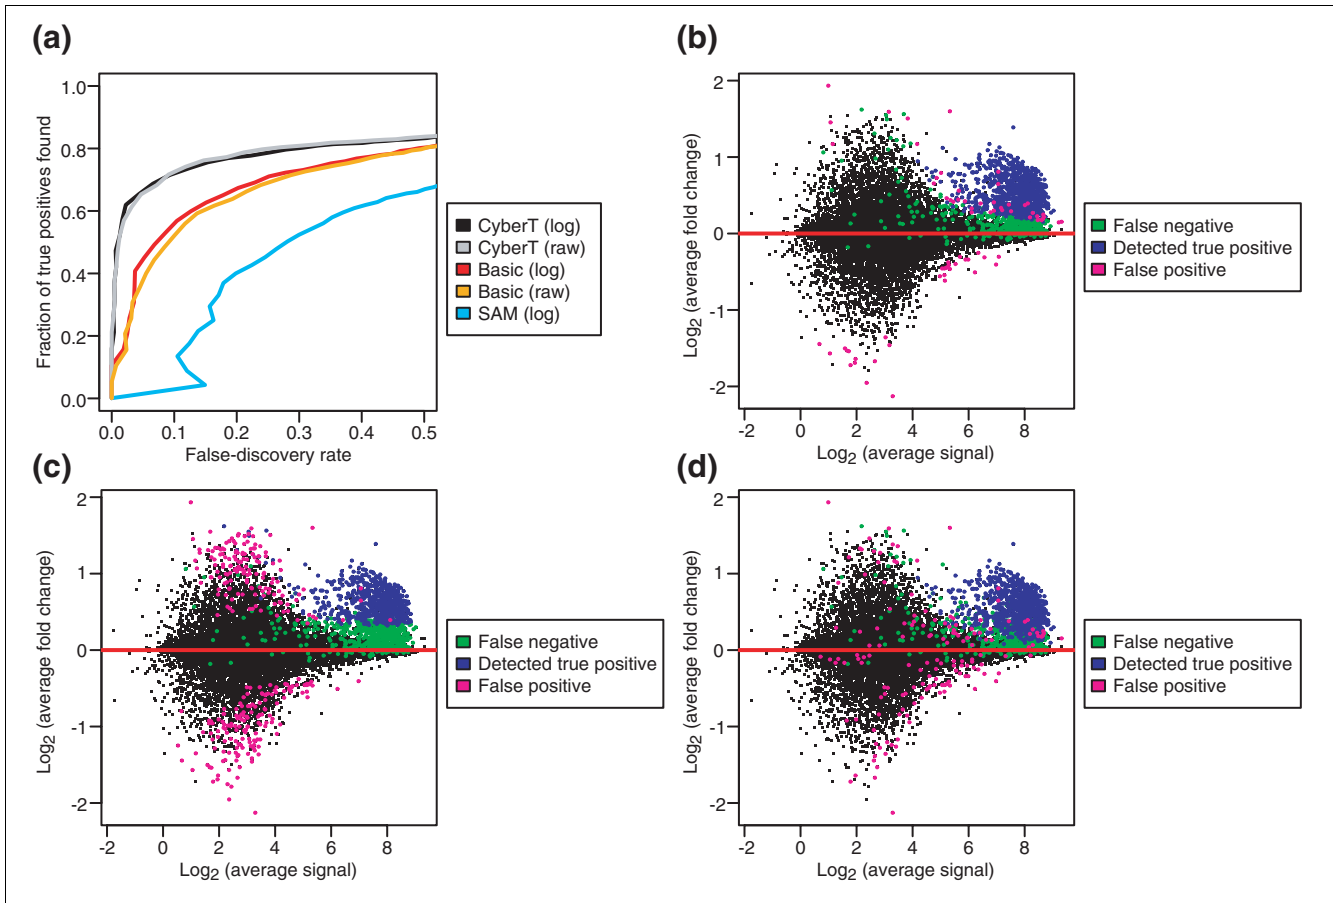 (a)
Fraction of true positives found
1.0
0.8
0.6
0.4
0.2
0.0
0.0 0.1 0.2 0.3 0.4 0.5
False-discovery rate
CyberT (log)
CyberT (raw)
Basic (log)
Basic (raw)
SAM (log)
(b)
Log2 (average fold change)
2
1
0
-1
-2
-2 0 2 4 6 8
Log2 (average signal)
False negative
Detected true positive
False positive
(c)
Log2 (average fold change)
2
1
0
-1
-2
-2 0 2 4 6 8
Log2 (average signal)
False negative
Detected true positive
False positive
(d)
Log2 (average fold change)
2
1
0
-1
-2
-2 0 2 4 6 8
Log2 (average signal)
False negative
Detected true positive
False positive